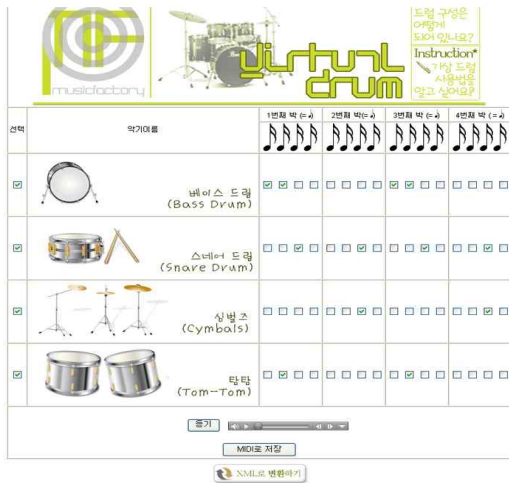 musicfactory
virtual
drum
드럼 구성은
어떻게
되어 있나요?
Instruction*
가상 드럼
사용법을
알고 싶어요?
선택
악기이름
1번째 박 (=♩)
2번째 박 (=♩)
3번째 박 (=♩)
4번째 박 (=♩)
베이스 드럼
(Bass Drum)
스네어 드럼
(Snare Drum)
심벌즈
(Cymbals)
탐탐
(Tom-Tom)
듣기
MIDI로 저장
XML로 변환하기